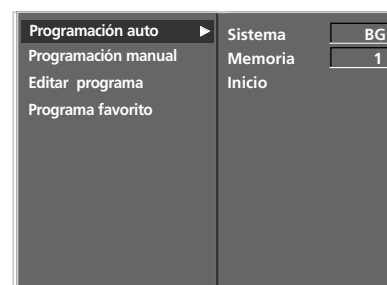 Programación auto
Programación manual
Editar programa
Programa favorito
Sistema BG
Memoria 1
Inicio